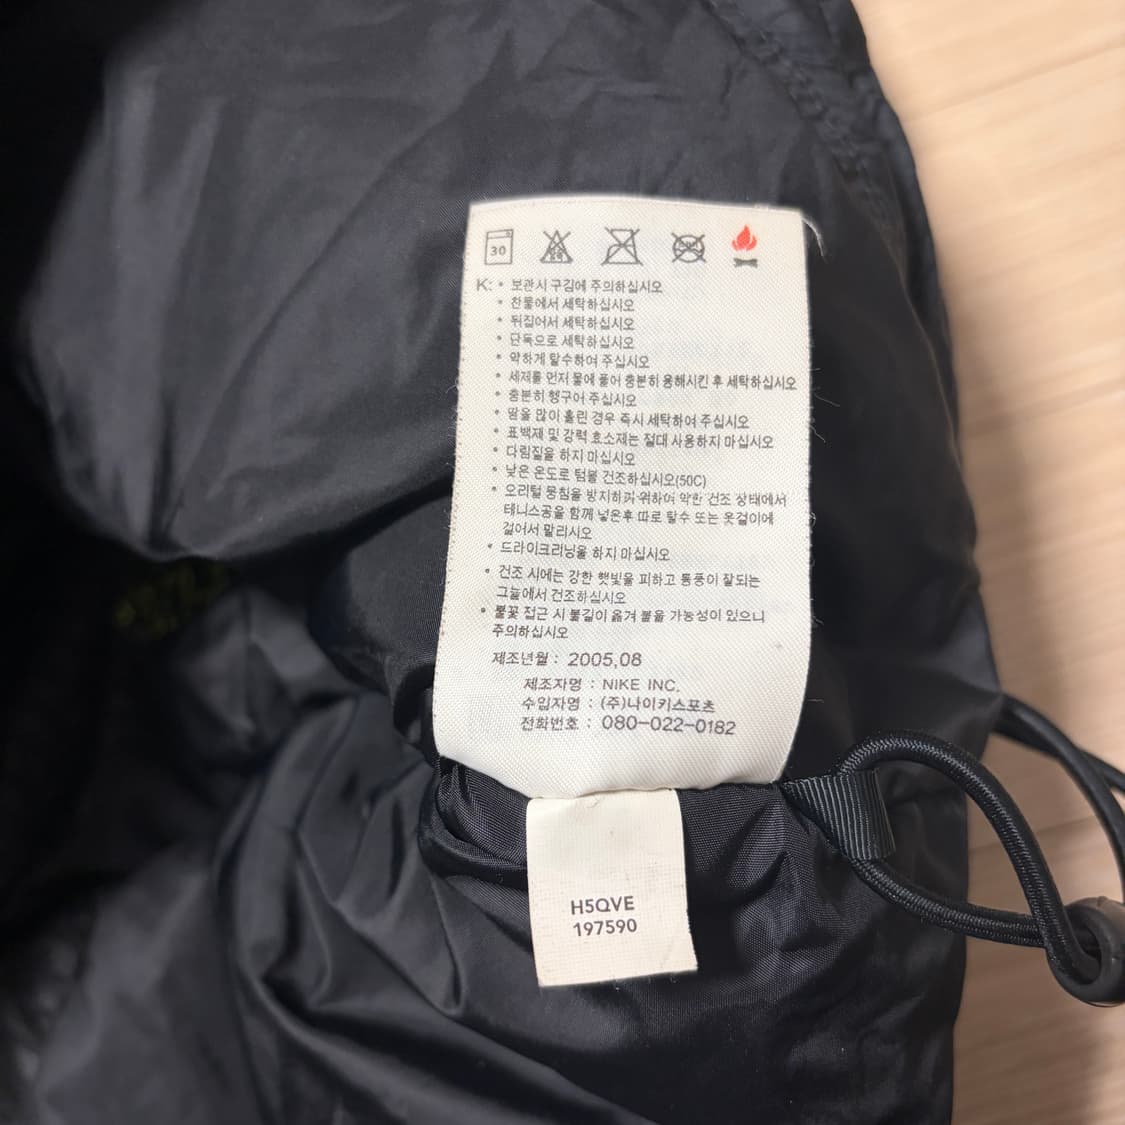 30
K: • 보관시 구김에 주의하십시오
• 찬물에서 세탁하십시오
• 뒤집어서 세탁하십시오
• 단독으로 세탁하십시오
• 약하게 탈수하여 주십시오
• 세제를 먼저 물에 풀어 충분히 용해시킨 후 세탁하십시오
• 충분히 헹구어 주십시오
• 땀을 많이 흘린 경우 즉시 세탁하여 주십시오
• 표백제 및 강력 효소제는 절대 사용하지 마십시오
• 다림질을 하지 마십시오
• 낮은 온도로 텀블 건조하십시오(50C)
• 오리털 뭉침을 방지하기 위하여 약한 건조 상태에서
테니스공을 함께 넣은후 따로 탈수 또는 옷걸이에
걸어서 말리시오
• 드라이크리닝을 하지 마십시오
• 건조 시에는 강한 햇빛을 피하고 통풍이 잘되는
그늘에서 건조하십시오
• 불꽃 접근 시 불길이 옮겨 붙을 가능성이 있으니
주의하십시오
제조년월 : 2005,08
제조자명 : NIKE INC.
수입자명 : (주)나이키스포츠
전화번호 : 080-022-0182
H5QVE
197590